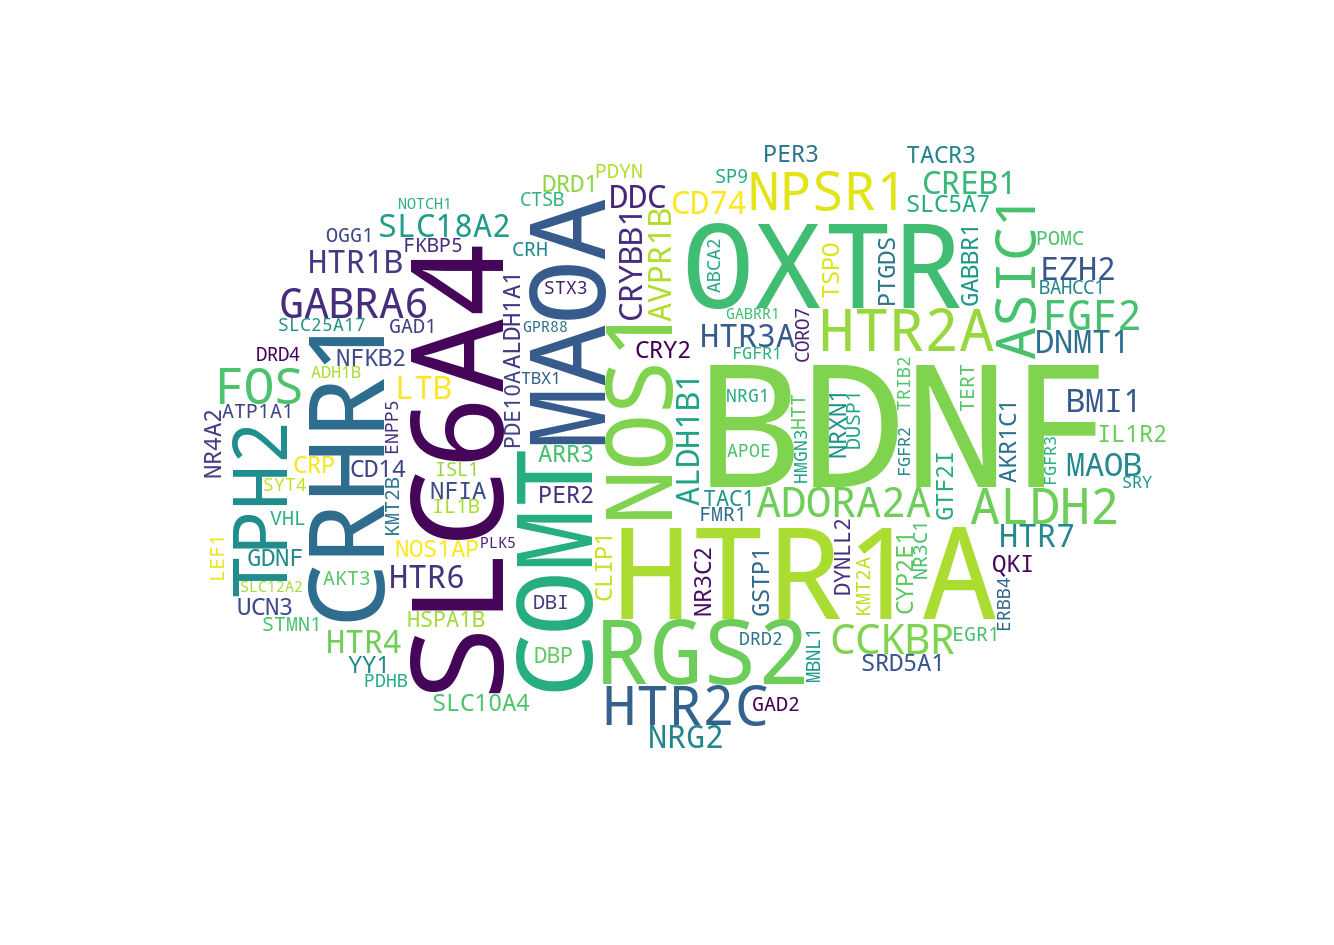 PER3
TACR3
PDYN
DRD1
SP9
NPSR1
CREB1
CTSB
DDC
CD74
SLC5A7
NOTCH1
SLC18A2
OGG1
FKBP5
CRH
CRYBB1
AVPR1B
OXTR
ABCA2
TSPO
PTGDS
GABBR1
ASIC1
POMC
HTR1B
EZH2
STX3
MAOA
BAHCC1
GABRA6
SLC6A4
ALDH1A1
GABRR1
FGF2
SLC25A17
GAD1
GPR88
HTR3A
CORO7
HTR2A
DNMT1
DRD4
NFKB2
CRY2
FGFR1
FOS
ADH1B
LTB
TBX1
NOS1
BDNF
NRG1
TRIB2
TERT
BMI1
ATP1A1
CRHR1
ENPP5
PDE10A
ALDH1B1
HTT
NRXN1
DUSP1
AKR1C1
IL1R2
NR4A2
TPH2
CRP
CD14
ISL1
ARR3
APOE
HMGN3
FGFR2
GTF2I
FGFR3
MAOB
SRY
SYT4
NFIA
PER2
TAC1
ADORA2A
ALDH2
VHL
KMT2B
IL1B
COMT
FMR1
HTR7
LEF1
GDNF
NOS1AP
PLK5
CLIP1
HTR1A
NR3C2
GSTP1
DYNLL2
KMT2A
CYP2E1
NR3C1
QKI
ERBB4
SLC12A2
AKT3
HTR6
UCN3
DBI
STMN1
HSPA1B
HTR4
DBP
RGS2
DRD2
MBNL1
CCKBR
EGR1
YY1
SRD5A1
PDHB
SLC10A4
HTR2C
GAD2
NRG2